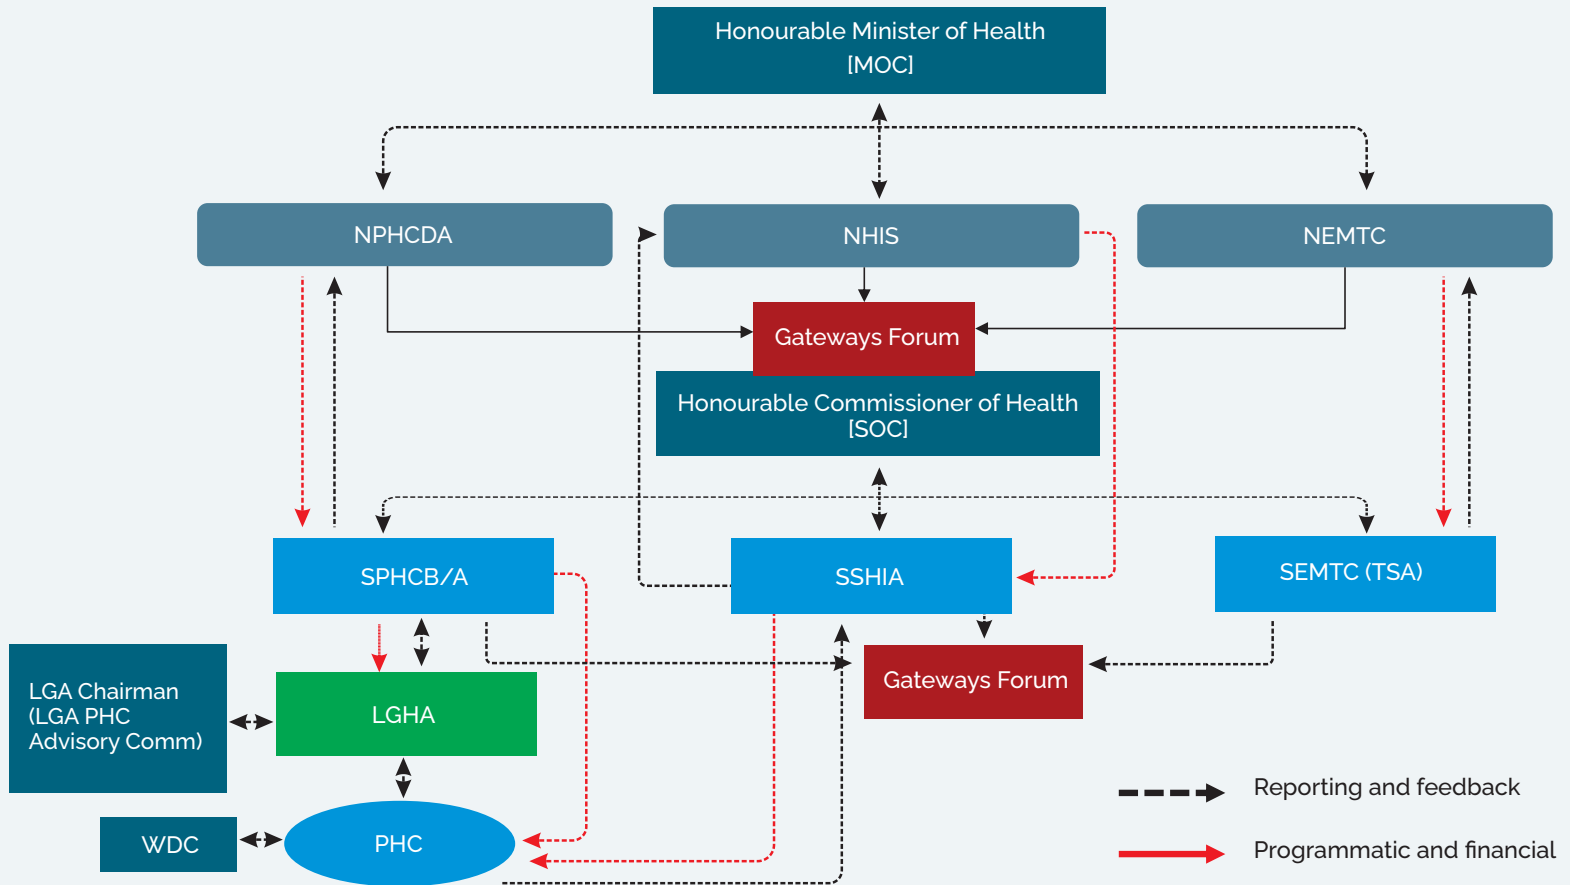 Honourable Minister of Health
[MOC]
NPHCDA
NHIS
NEMTC
Gateways Forum
Honourable Commissioner of Health
[SOC]
SPHCB/A
SSHIA
SEMTC (TSA)
LGA Chairman
(LGA PHC
Advisory Comm)
LGHA
Gateways Forum
WDC
PHC
Reporting and feedback
Programmatic and financial